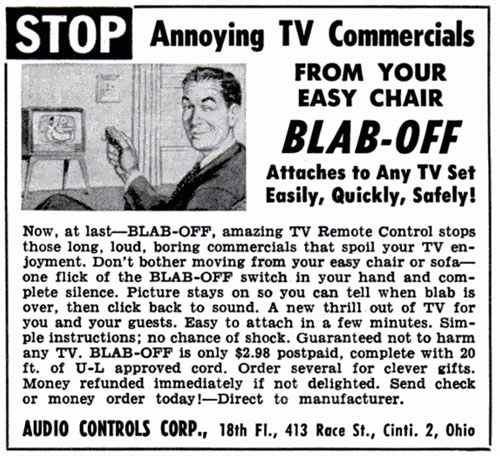 STOP Annoying TV Commercials
FROM YOUR
EASY CHAIR
BLAB-OFF
Attaches to Any TV Set
Easily, Quickly, Safely!
Now, at last—BLAB-OFF, amazing TV Remote Control stops
those long, loud, boring commercials that spoil your TV en-
joyment. Don't bother moving from your easy chair or sofa—
one flick of the BLAB-OFF switch in your hand and com-
plete silence. Picture stays on so you can tell when blab is
over, then click back to sound. A new thrill out of TV for
you and your guests. Easy to attach in a few minutes. Sim-
ple instructions; no chance of shock. Guaranteed not to harm
any TV. BLAB-OFF is only $2.98 postpaid, complete with 20
ft. of U-L approved cord. Order several for clever gifts.
Money refunded immediately if not delighted. Send check
or money order today!—Direct to manufacturer.
AUDIO CONTROLS CORP., 18th Fl., 413 Race St., Cinti. 2, Ohio